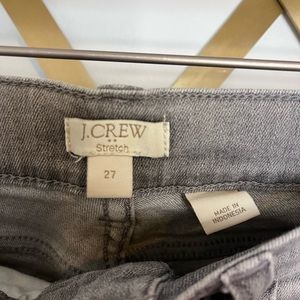 J.CREW
Stretch
27
MADE IN
INDONESIA